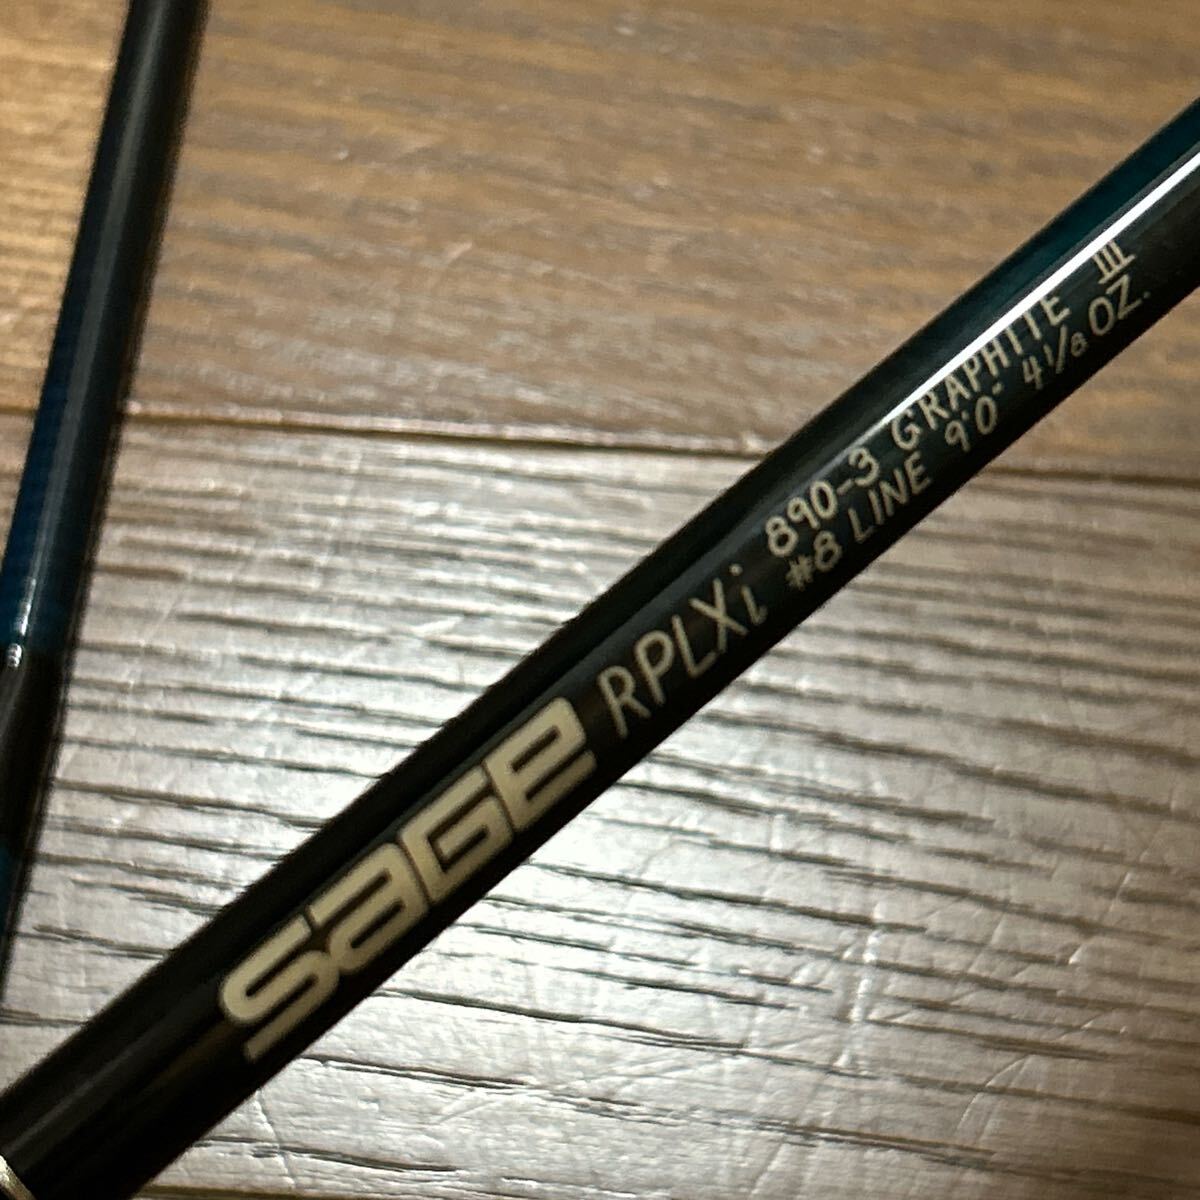 SAGE RPLXi
890-3 GRAPHITE III
#8 LINE 9'0" 4 1/8 OZ.